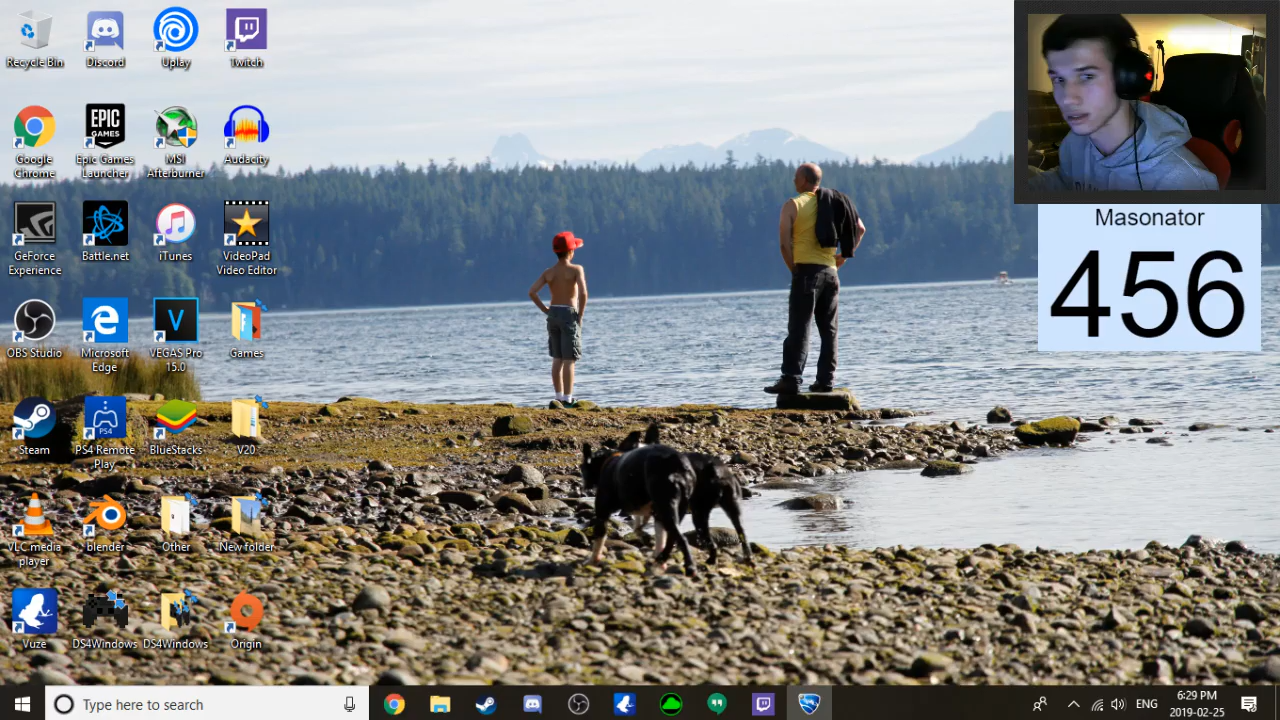 Recycle Bin
Discord
Uplay
Twitch
Google Chrome
EPIC GAMES
Epic Games Launcher
MSI Afterburner
Audacity
GeForce Experience
Battle.net
iTunes
VideoPad Video Editor
OBS Studio
Microsoft Edge
V
VEGAS Pro 15.0
Games
Steam
PS4
PS4 Remote Play
BlueStacks
V20
VLC media player
blender
Other
New folder
Vuze
DS4Windows
DS4Windows
Origin
Masonator
456
Type here to search
ENG
6:29 PM
2019-02-25